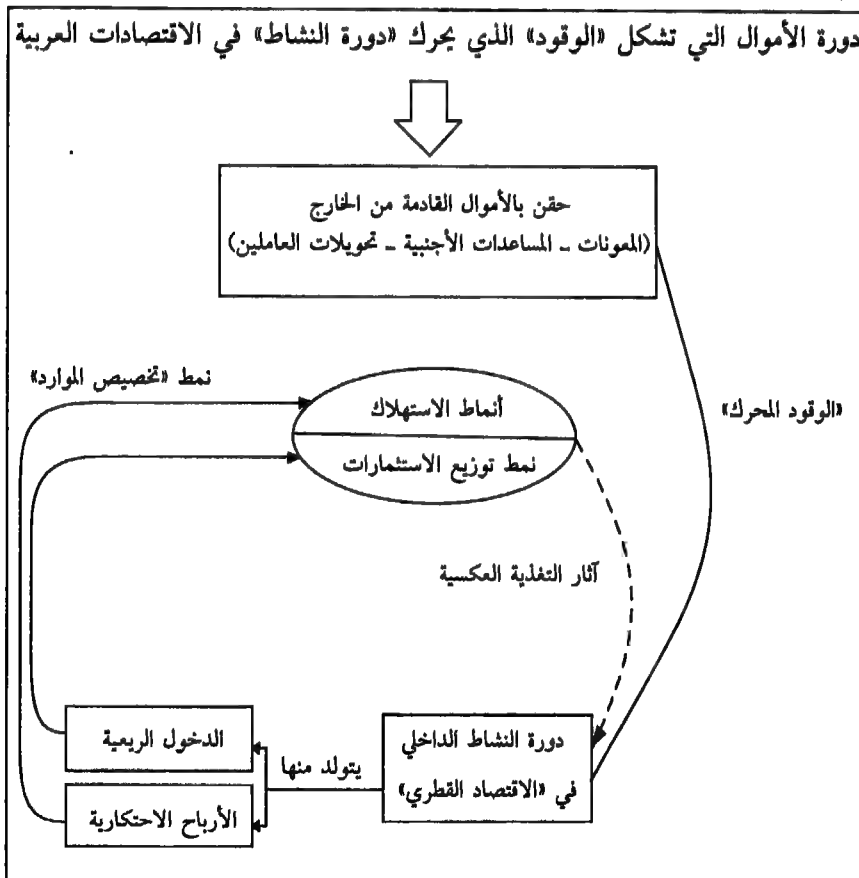 دورة الأموال التي تشكل «الوقود» الذي يحرك «دورة النشاط» في الاقتصادات العربية
حقن بالأموال القادمة من الخارج
(المعونات - المساعدات الأجنبية - تحويلات العاملين)
نمط «تخصيص الموارد»
أنماط الاستهلاك
«الوقود المحرك»
نمط توزيع الاستثمارات
آثار التغذية العكسية
دورة النشاط الداخلي
في «الاقتصاد القطري»
يتولد منها
الدخول الريعية
الأرباح الاحتكارية